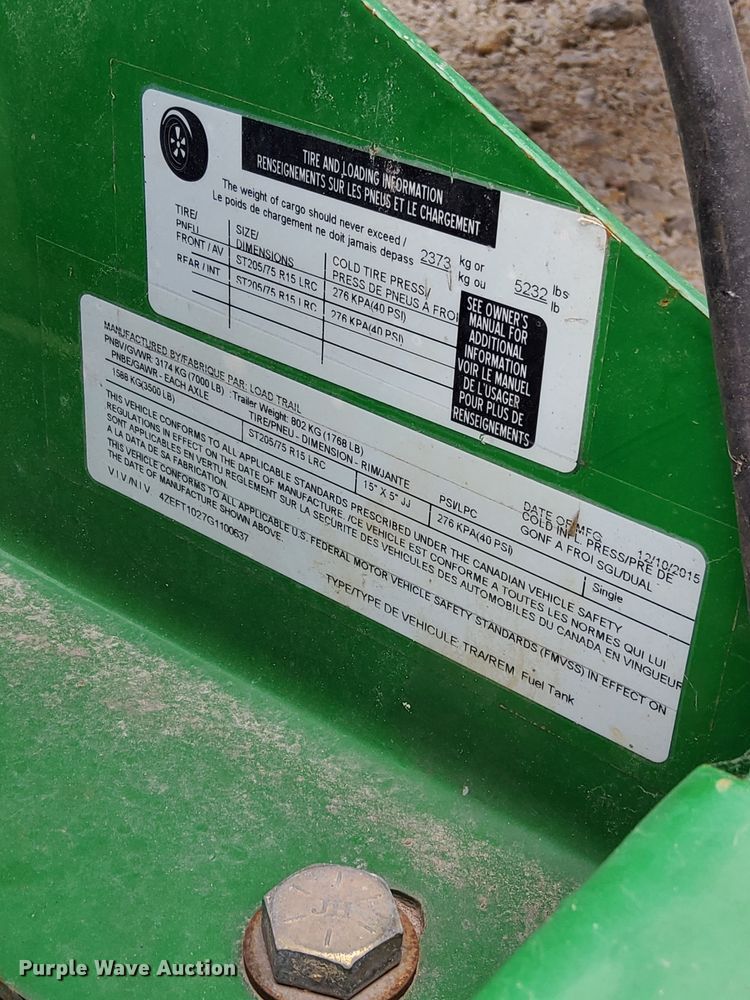 TIRE AND LOADING INFORMATION
RENSEIGNEMENTS SUR LES PNEUS ET LE CHARGEMENT
The weight of cargo should never exceed / 2373 kg or 5232 lbs
Le poids de chargement ne doit jamais depass kg ou lb
TIRE/ SIZE/ COLD TIRE PRESS/
PNEU DIMENSIONS PRESS DE PNEUS A FROI
FRONT / AV ST205/75 R15 LRC 276 KPA(40 PSI)
REAR / INT ST205/75 R15 LRC 276 KPA(40 PSI)
SEE OWNER'S
MANUAL FOR
ADDITIONAL
INFORMATION
VOIR LE MANUEL
DE L'USAGER
POUR PLUS DE
RENSEIGNEMENTS
MANUFACTURED BY/FABRIQUE PAR: LOAD TRAIL DATE OF MFG 12/10/2015
PNBV/GVWR: 3174 KG (7000 LB) :Trailer Weight: 802 KG (1768 LB)
PNBE/GAWR - EACH AXLE TIRE/PNEU - DIMENSION - RIM/JANTE PSI/LPC COLD INFL PRESS/PRE DE GONF A FROI SGL/DUAL
1588 KG(3500 LB) ST205/75 R15 LRC 15" X 5" JJ 276 KPA(40 PSI) Single
THIS VEHICLE CONFORMS TO ALL APPLICABLE STANDARDS PRESCRIBED UNDER THE CANADIAN VEHICLE SAFETY
REGULATIONS IN EFFECT ON THE DATE OF MANUFACTURE. /CE VEHICLE EST CONFORME A TOUTES LES NORMES QUI LUI
SONT APPLICABLES EN VERTU REGLEMENT SUR LA SECURITE DES VEHICULES DES AUTOMOBILES DU CANADA EN VINGUEUR
A LA DATA DE SA FABRICATION.
THIS VEHICLE CONFORMS TO ALL APPLICABLE U.S. FEDERAL MOTOR VEHICLE SAFETY STANDARDS (FMVSS) IN EFFECT ON
THE DATE OF MANUFACTURE SHOWN ABOVE.
V I V /N I V 4ZEFT1027G1100637 TYPE/TYPE DE VEHICULE: TRA/REM Fuel Tank
JH
Purple Wave Auction